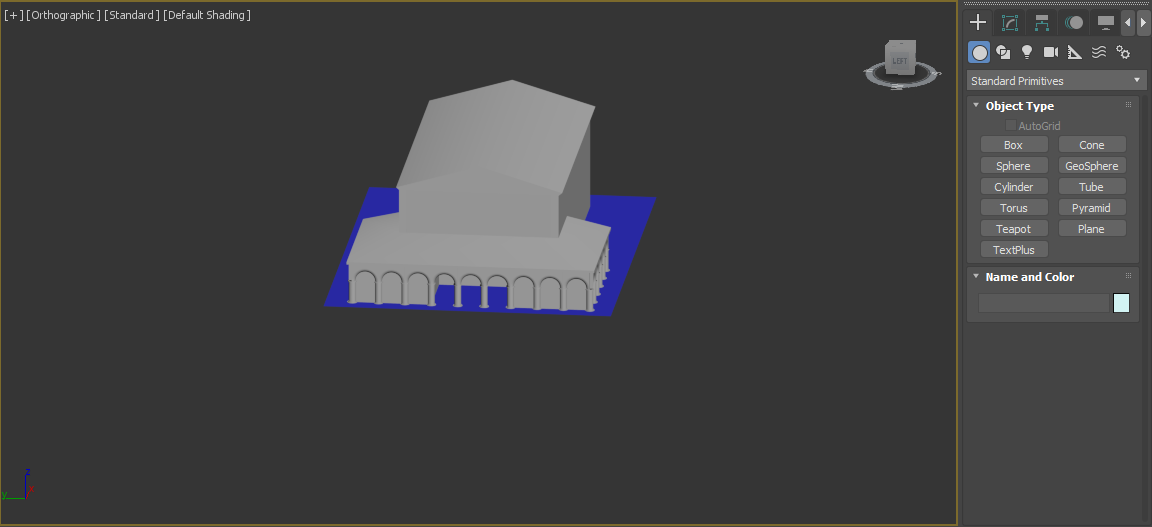 [+] [Orthographic] [Standard] [Default Shading]
LEFT
Standard Primitives
Object Type
AutoGrid
Box Cone
Sphere GeoSphere
Cylinder Tube
Torus Pyramid
Teapot Plane
TextPlus
Name and Color
z
y